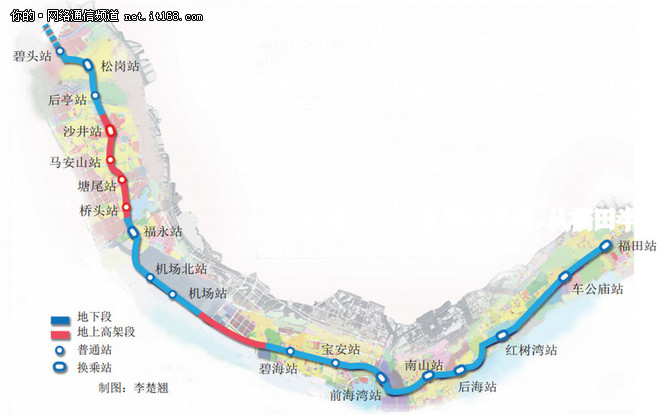 你的·网络通信频道
net.it168.com
碧头站
松岗站
后亭站
沙井站
马安山站
塘尾站
桥头站
福永站
机场北站
机场站
碧海站
宝安站
前海湾站
南山站
后海站
红树湾站
车公庙站
福田站
地下段
地上高架段
普通站
换乘站
制图：李楚翘